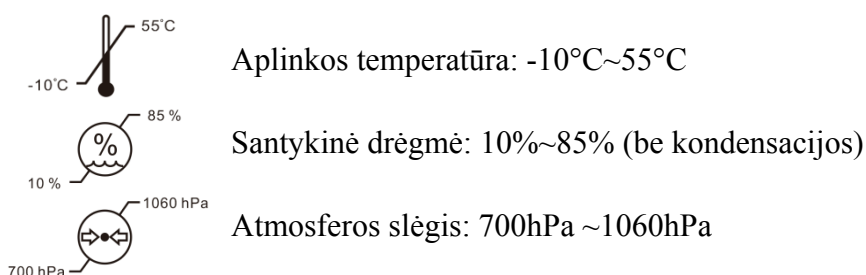 55°C
-10°C
Aplinkos temperatūra: -10°C~55°C
85 %
%
10 %
Santykinė drėgmė: 10%~85% (be kondensacijos)
1060 hPa
700 hPa
Atmosferos slėgis: 700hPa ~1060hPa